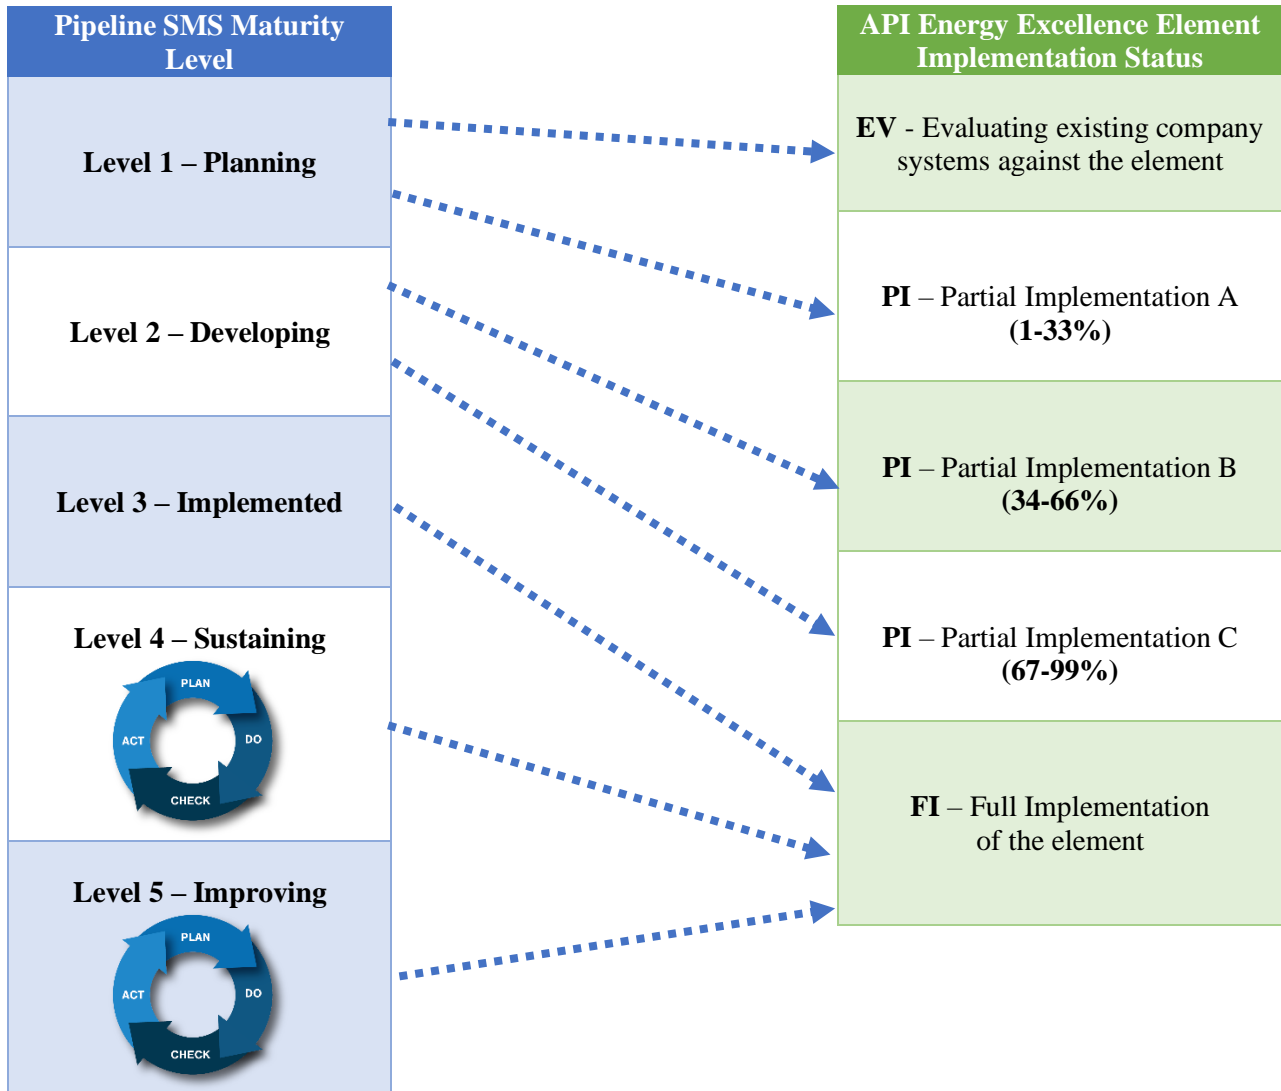 Pipeline SMS Maturity
Level
Level 1 – Planning
Level 2 – Developing
Level 3 – Implemented
Level 4 – Sustaining
PLAN
DO
CHECK
ACT
Level 5 – Improving
PLAN
DO
CHECK
ACT
API Energy Excellence Element
Implementation Status
EV - Evaluating existing company
systems against the element
PI – Partial Implementation A
(1-33%)
PI – Partial Implementation B
(34-66%)
PI – Partial Implementation C
(67-99%)
FI – Full Implementation
of the element